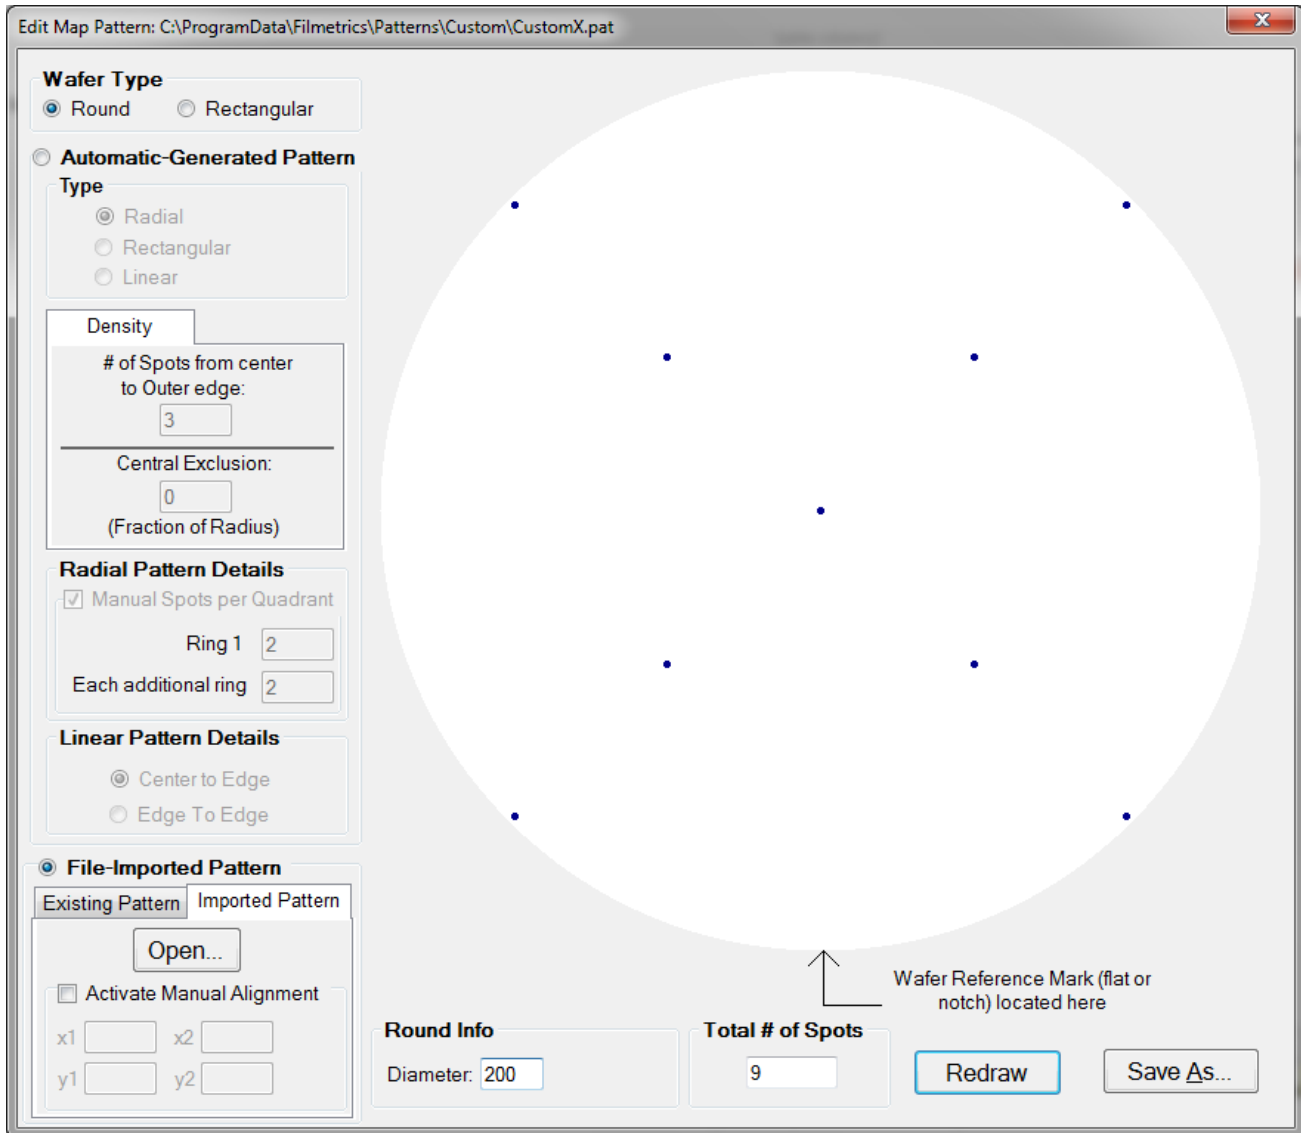 Edit Map Pattern: C:\ProgramData\Filmetrics\Patterns\Custom\CustomX.pat
x
Wafer Type
Round Rectangular
Automatic-Generated Pattern
Type
Radial
Rectangular
Linear
Density
# of Spots from center
to Outer edge:
3
Central Exclusion:
0
(Fraction of Radius)
Radial Pattern Details
Manual Spots per Quadrant
Ring 1 2
Each additional ring 2
Linear Pattern Details
Center to Edge
Edge To Edge
File-Imported Pattern
Existing Pattern Imported Pattern
Open...
Activate Manual Alignment
x1 x2
y1 y2
Wafer Reference Mark (flat or
notch) located here
Round Info
Diameter: 200
Total # of Spots
9
Redraw
Save As...